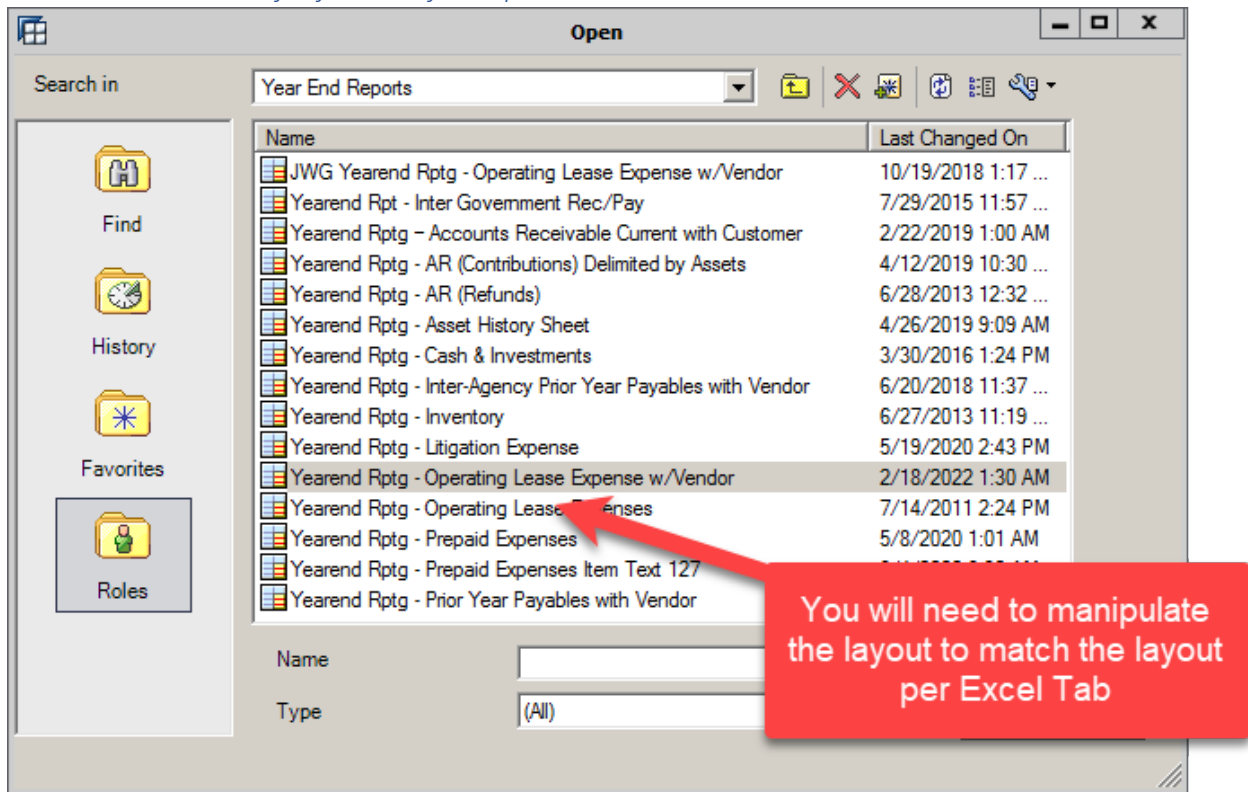 Open
Search in
Year End Reports
Name Last Changed On
JWG Yearend Rptg - Operating Lease Expense w/Vendor 10/19/2018 1:17 ...
Yearend Rpt - Inter Government Rec/Pay 7/29/2015 11:57 ...
Yearend Rptg – Accounts Receivable Current with Customer 2/22/2019 1:00 AM
Yearend Rptg - AR (Contributions) Delimited by Assets 4/12/2019 10:30 ...
Yearend Rptg - AR (Refunds) 6/28/2013 12:32 ...
Yearend Rptg - Asset History Sheet 4/26/2019 9:09 AM
Yearend Rptg - Cash & Investments 3/30/2016 1:24 PM
Yearend Rptg - Inter-Agency Prior Year Payables with Vendor 6/20/2018 11:37 ...
Yearend Rptg - Inventory 6/27/2013 11:19 ...
Yearend Rptg - Litigation Expense 5/19/2020 2:43 PM
Yearend Rptg - Operating Lease Expense w/Vendor 2/18/2022 1:30 AM
Yearend Rptg - Operating Lease 7/14/2011 2:24 PM
Yearend Rptg - Prepaid Expenses 5/8/2020 1:01 AM
Yearend Rptg - Prepaid Expenses Item Text 127
Yearend Rptg - Prior Year Payables with Vendor
Find
History
Favorites
Roles
Name
Type (All)
You will need to manipulate
the layout to match the layout
per Excel Tab